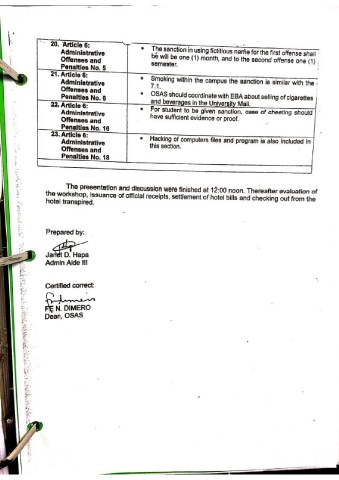 20. Article 6:
Administrative
Offenses and
Penalties No. 5
• The sanction in using fictitious name for the first offense shall
be will be one (1) month, and to the second offense one (1)
semester.
21. Article 6:
Administrative
Offenses and
Penalties No. 6
• Smoking within the campus the sanction is similar with the
7.1.
• OSAS should coordinate with EBA about selling of cigarettes
and beverages in the University Mall.
22. Article 6:
Administrative
Offenses and
Penalties No. 16
• For student to be given sanction, case of cheating should
have sufficient evidence or proof.
23. Article 6:
Administrative
Offenses and
Penalties No. 18
• Hacking of computers files and program is also included in
this section.
The presentation and discussion were finished at 12:00 noon. Thereafter evaluation of
the workshop, issuance of official receipts, settlement of hotel bills and checking out from the
hotel transpired.
Prepared by:
Janet D. Hapa
Admin Aide III
Certified correct:
FE N. DIMERO
Dean, OSAS